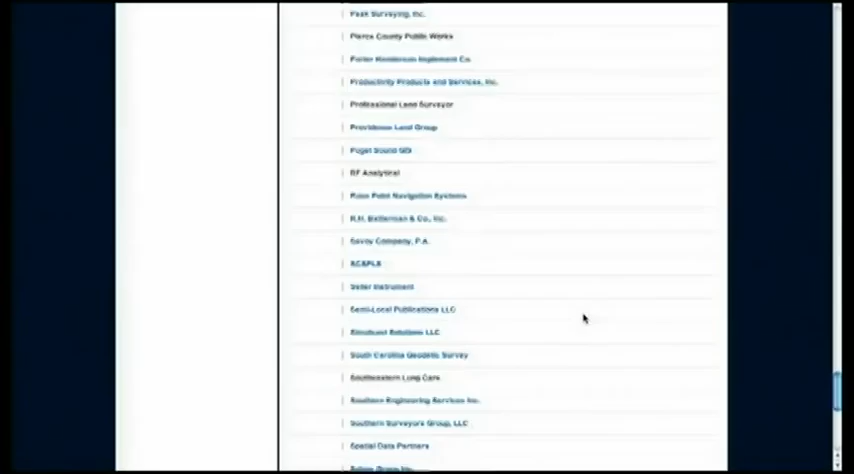 Peak Surveying, Inc.
Pierce County Public Works
Porter Henderson Implement Co.
Productivity Products and Services, Inc.
Professional Land Surveyor
Providence Land Group
Puget Sound GIS
RF Analytical
Rose Point Navigation Systems
R.H. Batterman & Co., Inc.
Savoy Company, P.A.
SC&PLS
Seiler Instrument
Semi-Local Publications LLC
Solutions LLC
South Carolina Geodetic Survey
Southeastern Long Care
Southern Engineering Services Inc.
Southern Surveyors Group, LLC
Spatial Data Partners